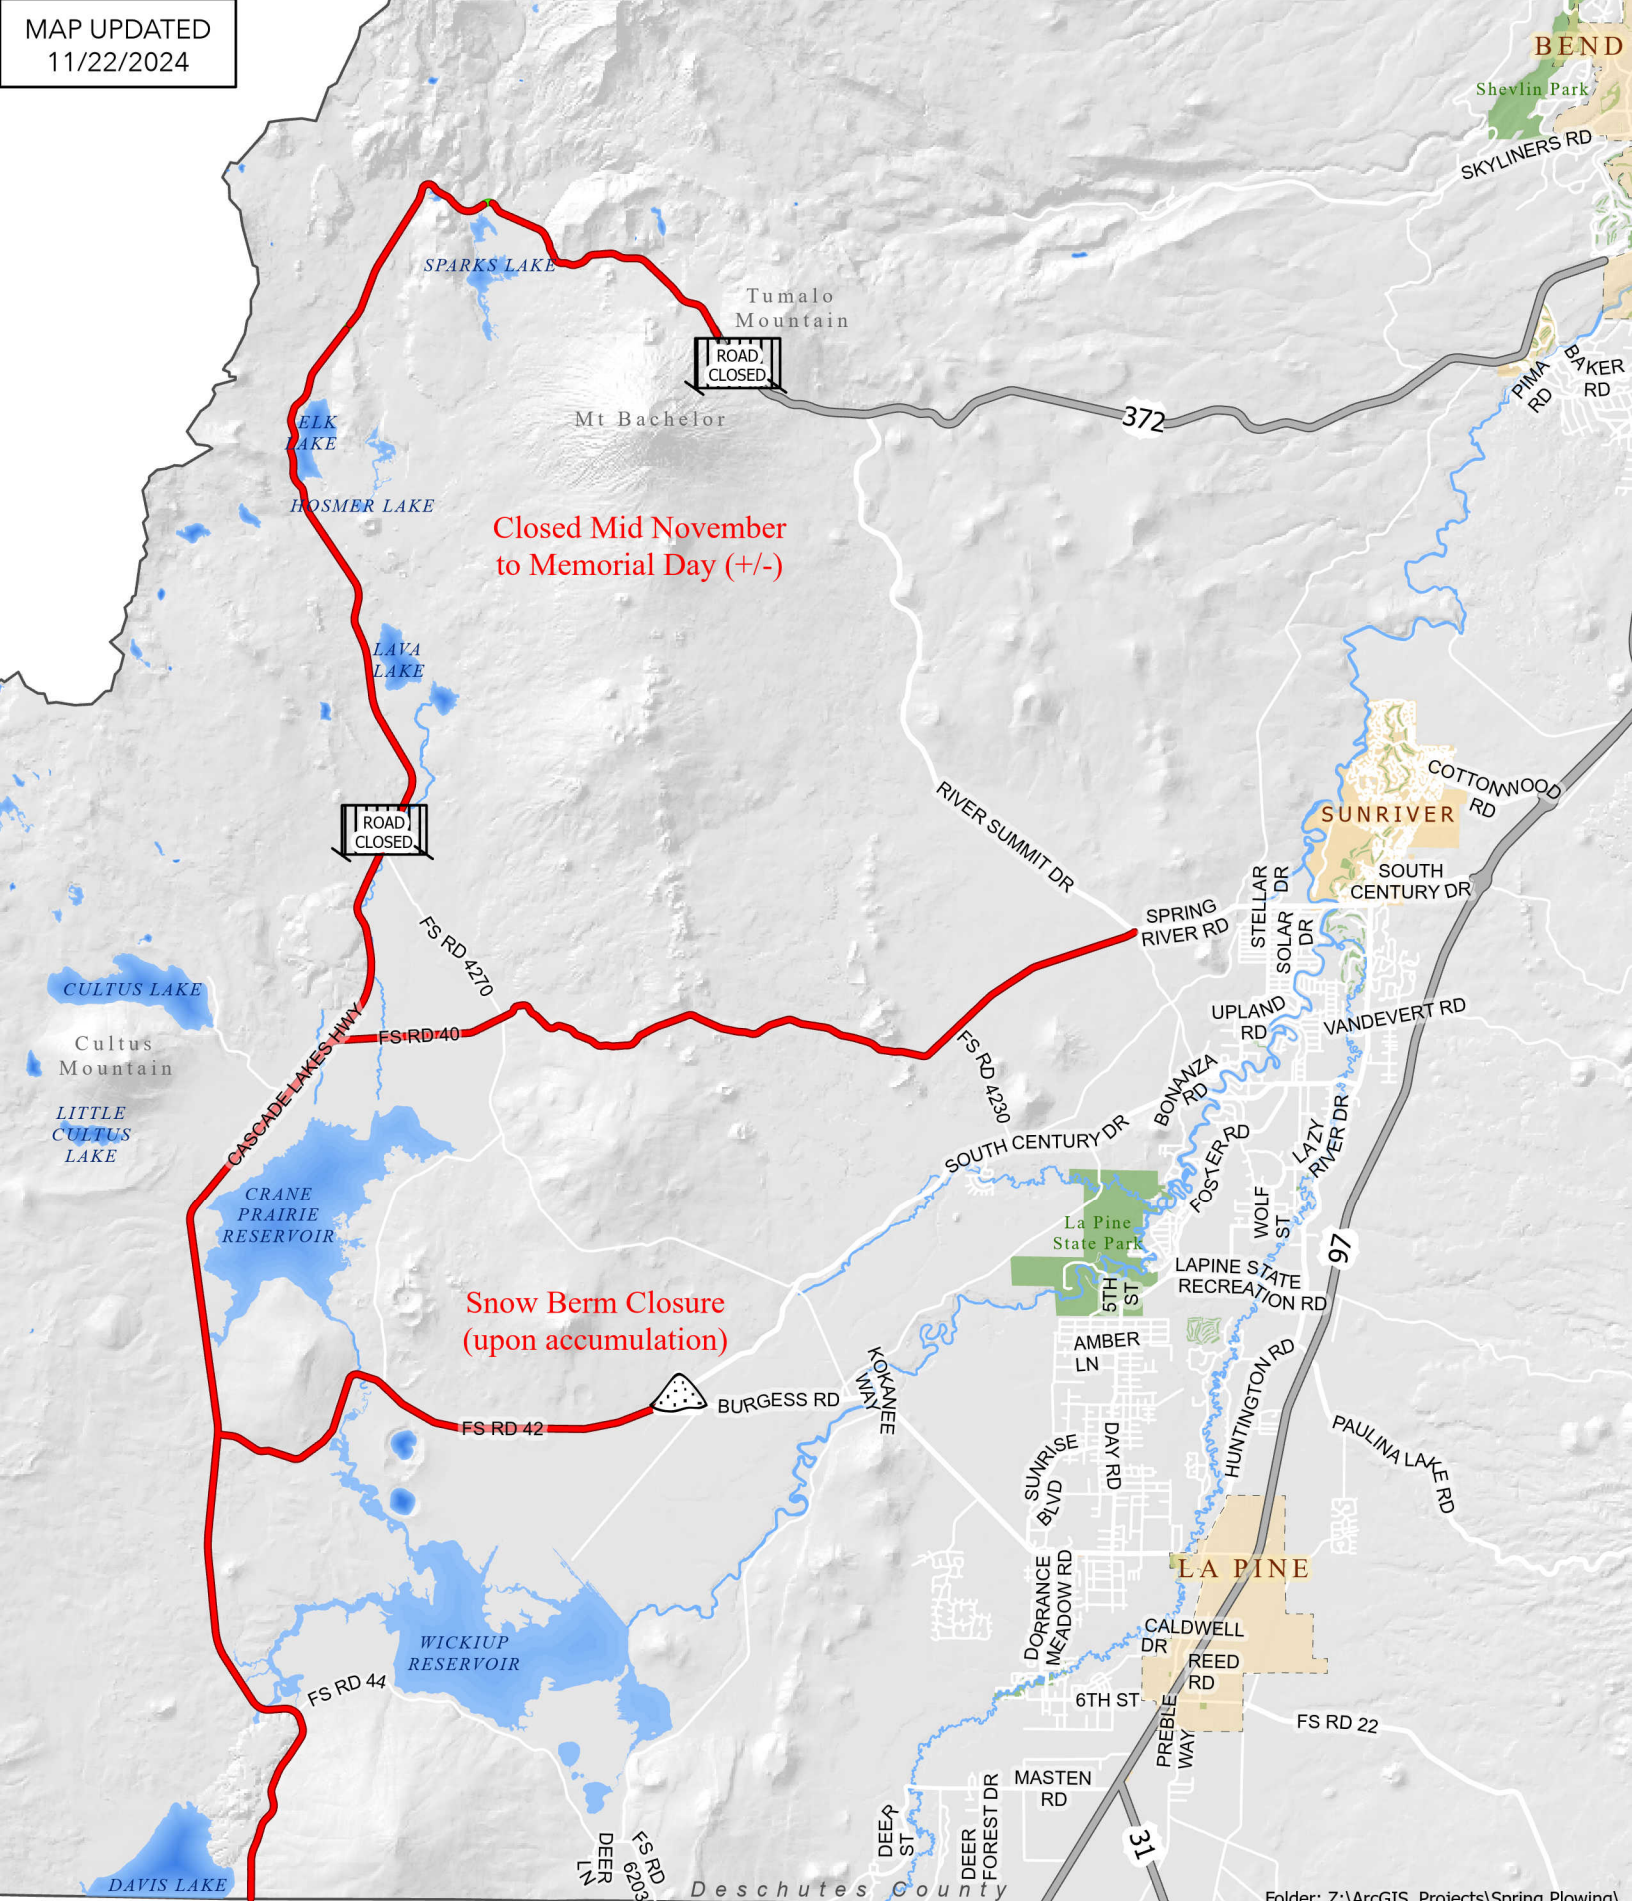 MAP UPDATED
11/22/2024
BEND
Shevlin Park
SKYLINERS RD
SPARKS LAKE
Tumalo
Mountain
ROAD
CLOSED
PIMA
RD
BAKER
RD
372
Mt Bachelor
ELK
LAKE
HOSMER LAKE
Closed Mid November
to Memorial Day (+/-)
LAVA
LAKE
COTTONWOOD
RD
SUNRIVER
RIVER SUMMIT DR
ROAD
CLOSED
SOUTH
CENTURY DR
STELLAR
DR
SPRING
RIVER RD
SOLAR
DR
FS RD 4270
CULTUS LAKE
UPLAND
RD
VANDEVERT RD
CASCADE LAKES HWY
FS RD 40
Cultus
Mountain
FS RD 4230
BONANZA
RD
LITTLE
CULTUS
LAKE
SOUTH CENTURY DR
FOSTER RD
LAZY
RIVER DR
CRANE
PRAIRIE
RESERVOIR
WOLF
ST
La Pine
State Park
97
LAPINE STATE
RECREATION RD
5TH
ST
Snow Berm Closure
(upon accumulation)
AMBER
LN
HUNTINGTON RD
KOKANEE
WAY
BURGESS RD
FS RD 42
PAULINA LAKE RD
SUNRISE
BLVD
DAY RD
LA PINE
DORRANCE
MEADOW RD
WICKIUP
RESERVOIR
CALDWELL
DR
REED
RD
FS RD 44
6TH ST
PREBLE
WAY
FS RD 22
MASTEN
RD
DEER
ST
DEER
FOREST DR
31
DEER
LN
FS RD
6203
DAVIS LAKE
Deschutes County
Folder: Z:\ArcGIS_Projects\Spring Plowing\